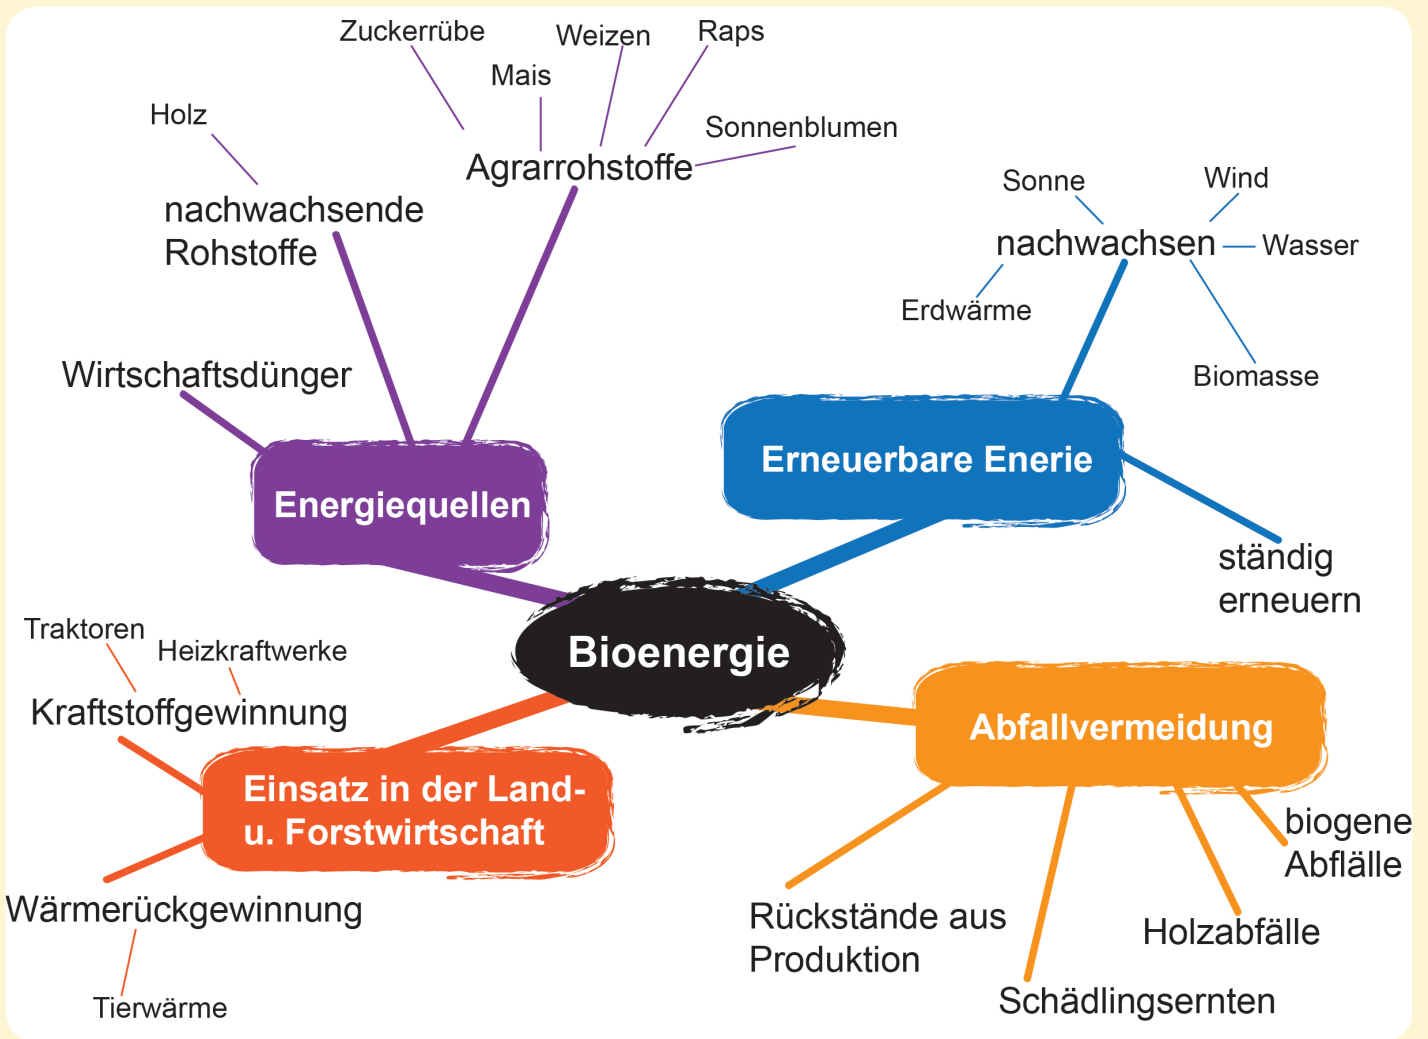 Zuckerrübe
Weizen
Raps
Mais
Holz
Sonnenblumen
Agrarrohstoffe
nachwachsende
Rohstoffe
Wirtschaftsdünger
Energiequellen
Sonne
Wind
nachwachsen
Wasser
Erdwärme
Biomasse
Erneuerbare Enerie
ständig
erneuern
Bioenergie
Traktoren
Heizkraftwerke
Kraftstoffgewinnung
Einsatz in der Land-
u. Forstwirtschaft
Wärmerückgewinnung
Tierwärme
Abfallvermeidung
biogene
Abflälle
Rückstände aus
Produktion
Holzabfälle
Schädlingsernten